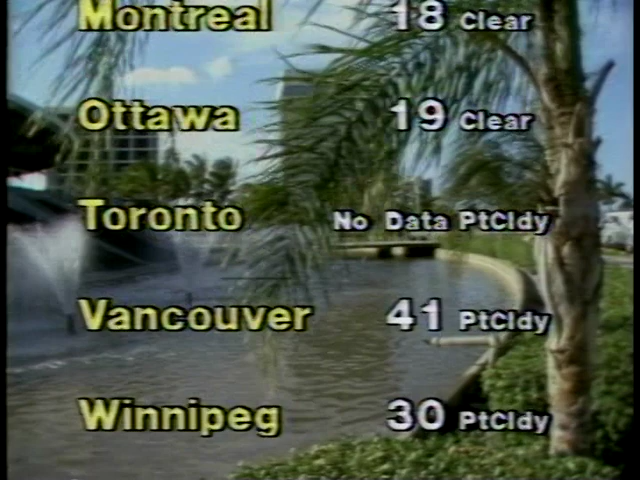 Montreal 18 Clear
Ottawa 19 Clear
Toronto No Data PtCldy
Vancouver 41 PtCldy
Winnipeg 30 PtCldy